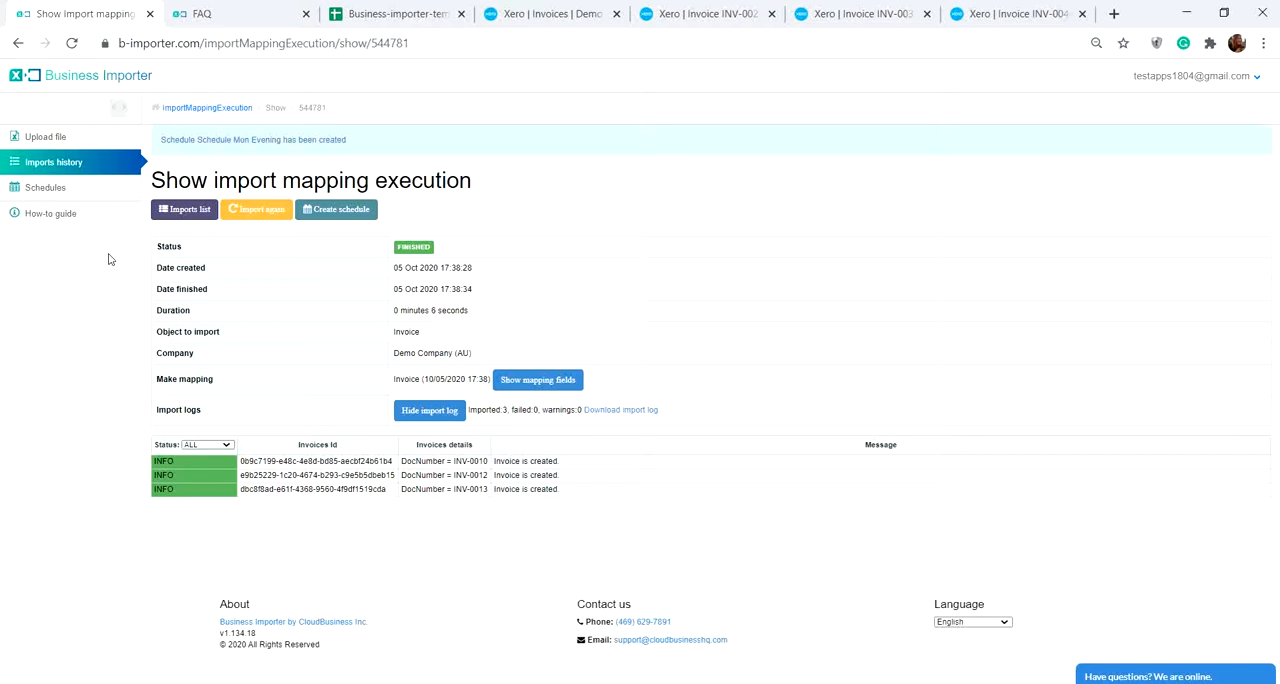 Show Import mapping
FAQ
Business-importer-tem
Xero | Invoices | Demo
Xero | Invoice INV-002
Xero | Invoice INV-003
Xero | Invoice INV-004
b-importer.com/importMappingExecution/show/544781
Business Importer
testapps1804@gmail.com
ImportMappingExecution Show 544781
Upload file
Imports history
Schedules
How-to guide
Schedule Schedule Mon Evening has been created
Show import mapping execution
Imports list Import again Create schedule
Status FINISHED
Date created 05 Oct 2020 17:38:28
Date finished 05 Oct 2020 17:38:34
Duration 0 minutes 6 seconds
Object to import Invoice
Company Demo Company (AU)
Make mapping Invoice (10/05/2020 17:38) Show mapping fields
Import logs Hide import log Imported:3, failed:0, warnings:0 Download import log
Status: ALL Invoices Id Invoices details Message
INFO 0b9c7199-e48c-4e8d-bd85-aecbf24b61b4 DocNumber = INV-0010 Invoice is created.
INFO e9b25229-1c20-4674-b293-c9e5b5dbeb15 DocNumber = INV-0012 Invoice is created.
INFO dbc8f8ad-e61f-4368-9560-4f9df1519cda DocNumber = INV-0013 Invoice is created.
About
Business Importer by CloudBusiness Inc.
v1.134.18
© 2020 All Rights Reserved
Contact us
Phone: (469) 629-7891
Email: support@cloudbusinesshq.com
Language
English
Have questions? We are online.